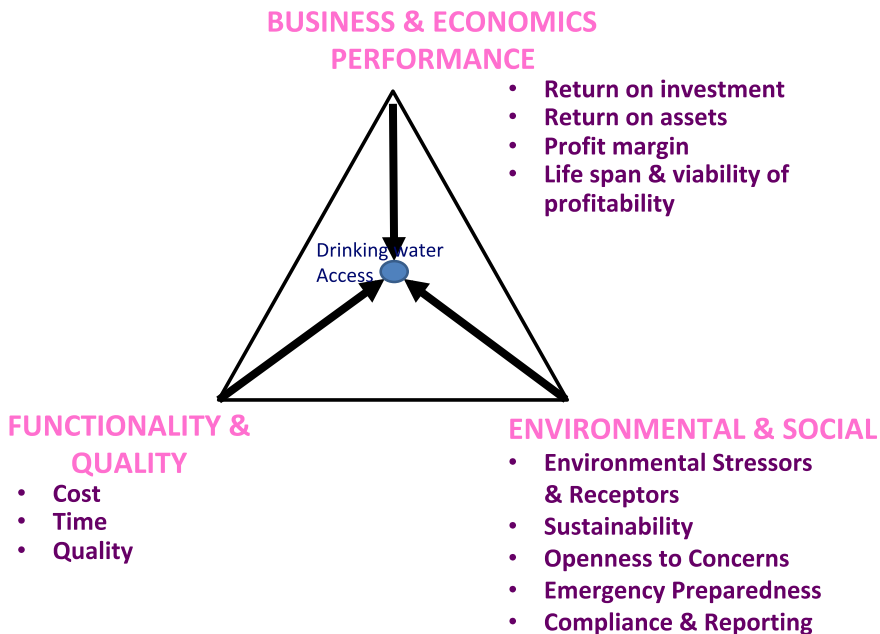 BUSINESS & ECONOMICS
PERFORMANCE
• Return on investment
• Return on assets
• Profit margin
• Life span & viability of
profitability
Drinking water
Access
FUNCTIONALITY &
QUALITY
• Cost
• Time
• Quality
ENVIRONMENTAL & SOCIAL
• Environmental Stressors
& Receptors
• Sustainability
• Openness to Concerns
• Emergency Preparedness
• Compliance & Reporting